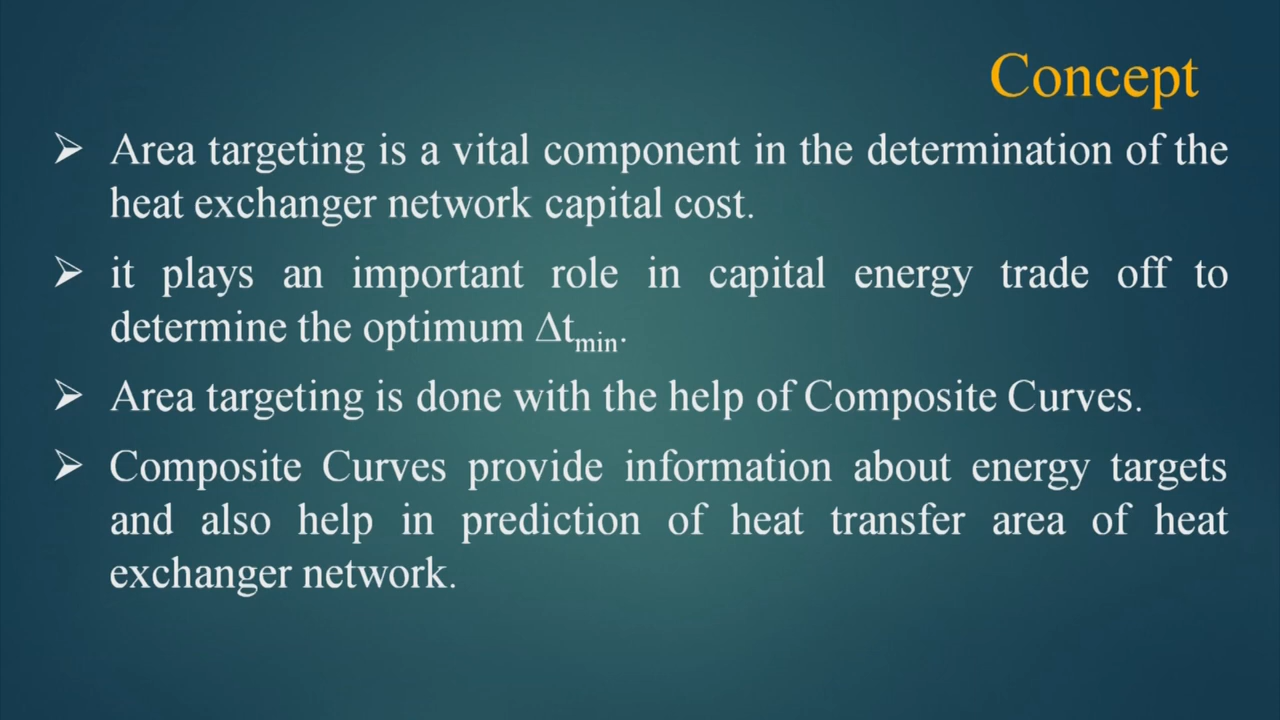 Concept
➢ Area targeting is a vital component in the determination of the
heat exchanger network capital cost.
➢ it plays an important role in capital energy trade off to
determine the optimum Δtmin.
➢ Area targeting is done with the help of Composite Curves.
➢ Composite Curves provide information about energy targets
and also help in prediction of heat transfer area of heat
exchanger network.